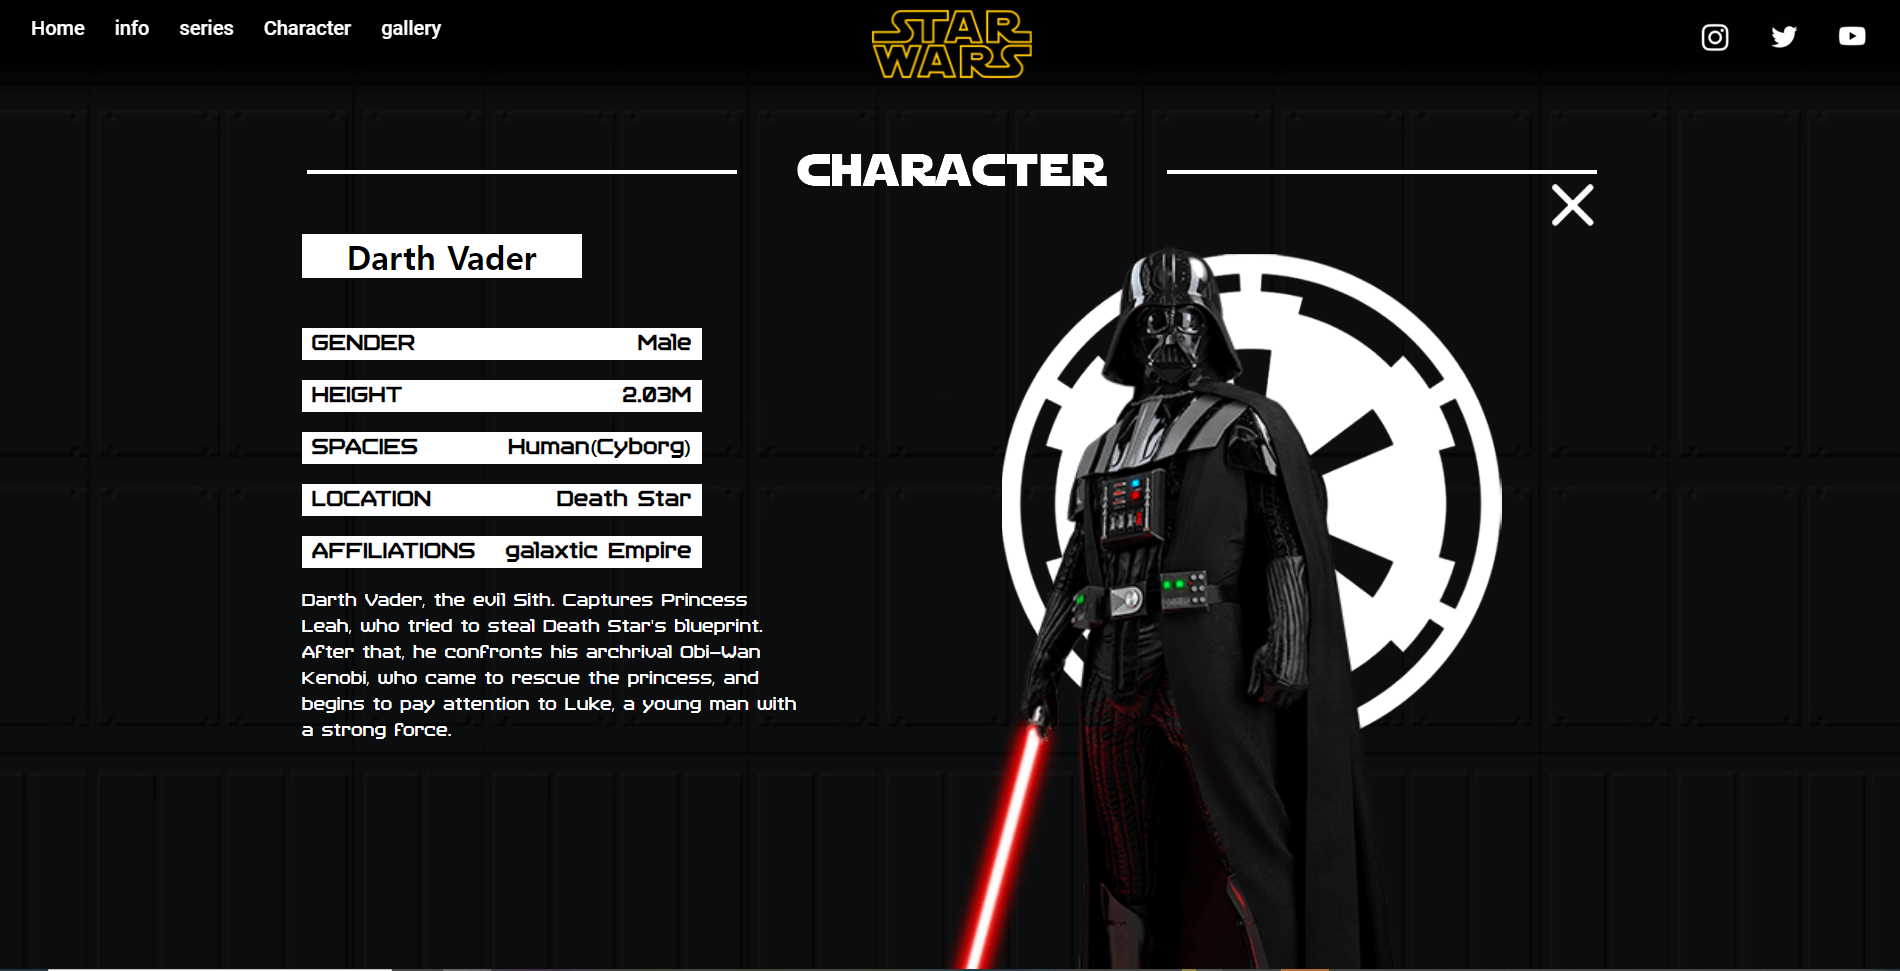 Home info series Character gallery
STAR
WARS
CHARACTER
Darth Vader
GENDER Male
HEIGHT 2.03M
SPACIES Human(Cyborg)
LOCATION Death Star
AFFILIATIONS galaxtic Empire
Darth Vader, the evil Sith. Captures Princess
Leah, who tried to steal Death Star's blueprint.
After that, he confronts his archrival Obi-Wan
Kenobi, who came to rescue the princess, and
begins to pay attention to Luke, a young man with
a strong force.